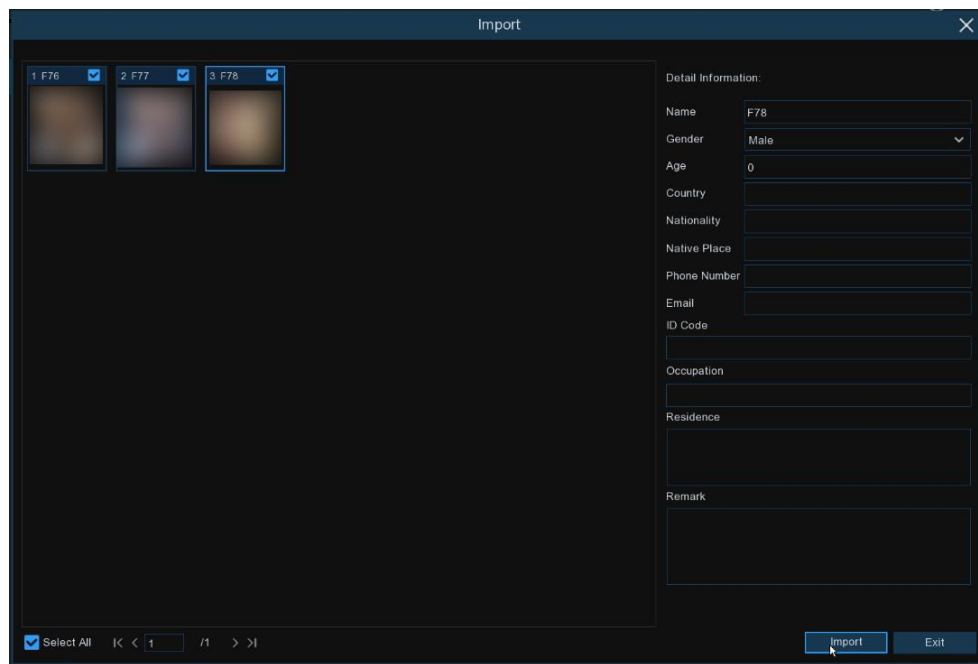 Import
1 F76
2 F77
3 F78
Detail Information:
Name F78
Gender Male
Age 0
Country
Nationality
Native Place
Phone Number
Email
ID Code
Occupation
Residence
Remark
Select All 1 /1
Import Exit